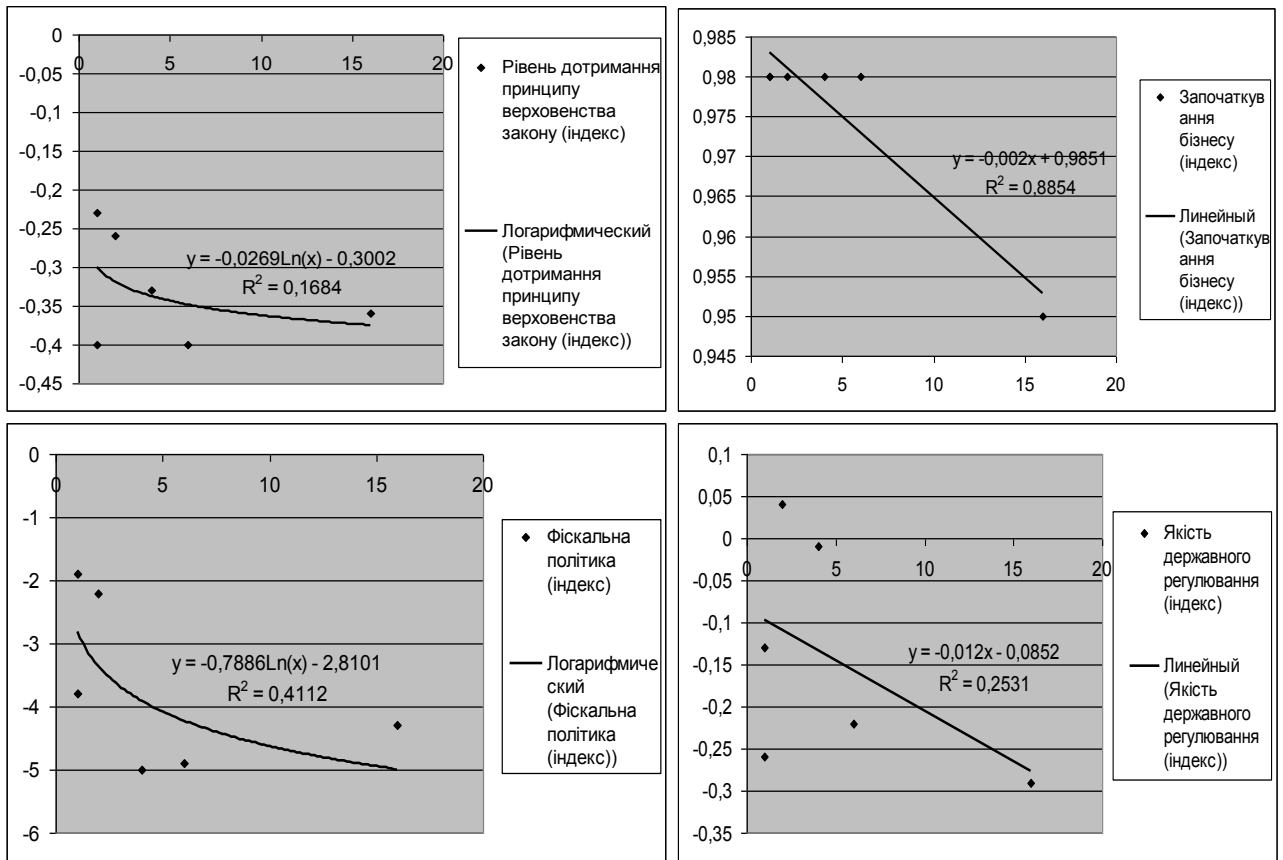 0
-0,05
-0,1
-0,15
-0,2
-0,25
-0,3
-0,35
-0,4
-0,45
0 5 10 15 20
y = -0,0269Ln(x) - 0,3002
R² = 0,1684
Рівень дотримання
принципу
верховенства
закону (індекс)
Логарифмический
(Рівень
дотримання
принципу
верховенства
закону (індекс))
0,985
0,98
0,975
0,97
0,965
0,96
0,955
0,95
0,945
0 5 10 15 20
y = -0,002x + 0,9851
R² = 0,8854
Започаткув
ання
бізнесу
(індекс)
Линейный
(Започаткув
ання
бізнесу
(індекс))
0
-1
-2
-3
-4
-5
-6
0 5 10 15 20
y = -0,7886Ln(x) - 2,8101
R² = 0,4112
Фіскальна
політика
(індекс)
Логарифмиче
ский
(Фіскальна
політика
(індекс))
0,1
0,05
0
-0,05
-0,1
-0,15
-0,2
-0,25
-0,3
-0,35
0 5 10 15 20
y = -0,012x - 0,0852
R² = 0,2531
Якість
державного
регулювання
(індекс)
Линейный
(Якість
державного
регулювання
(індекс))